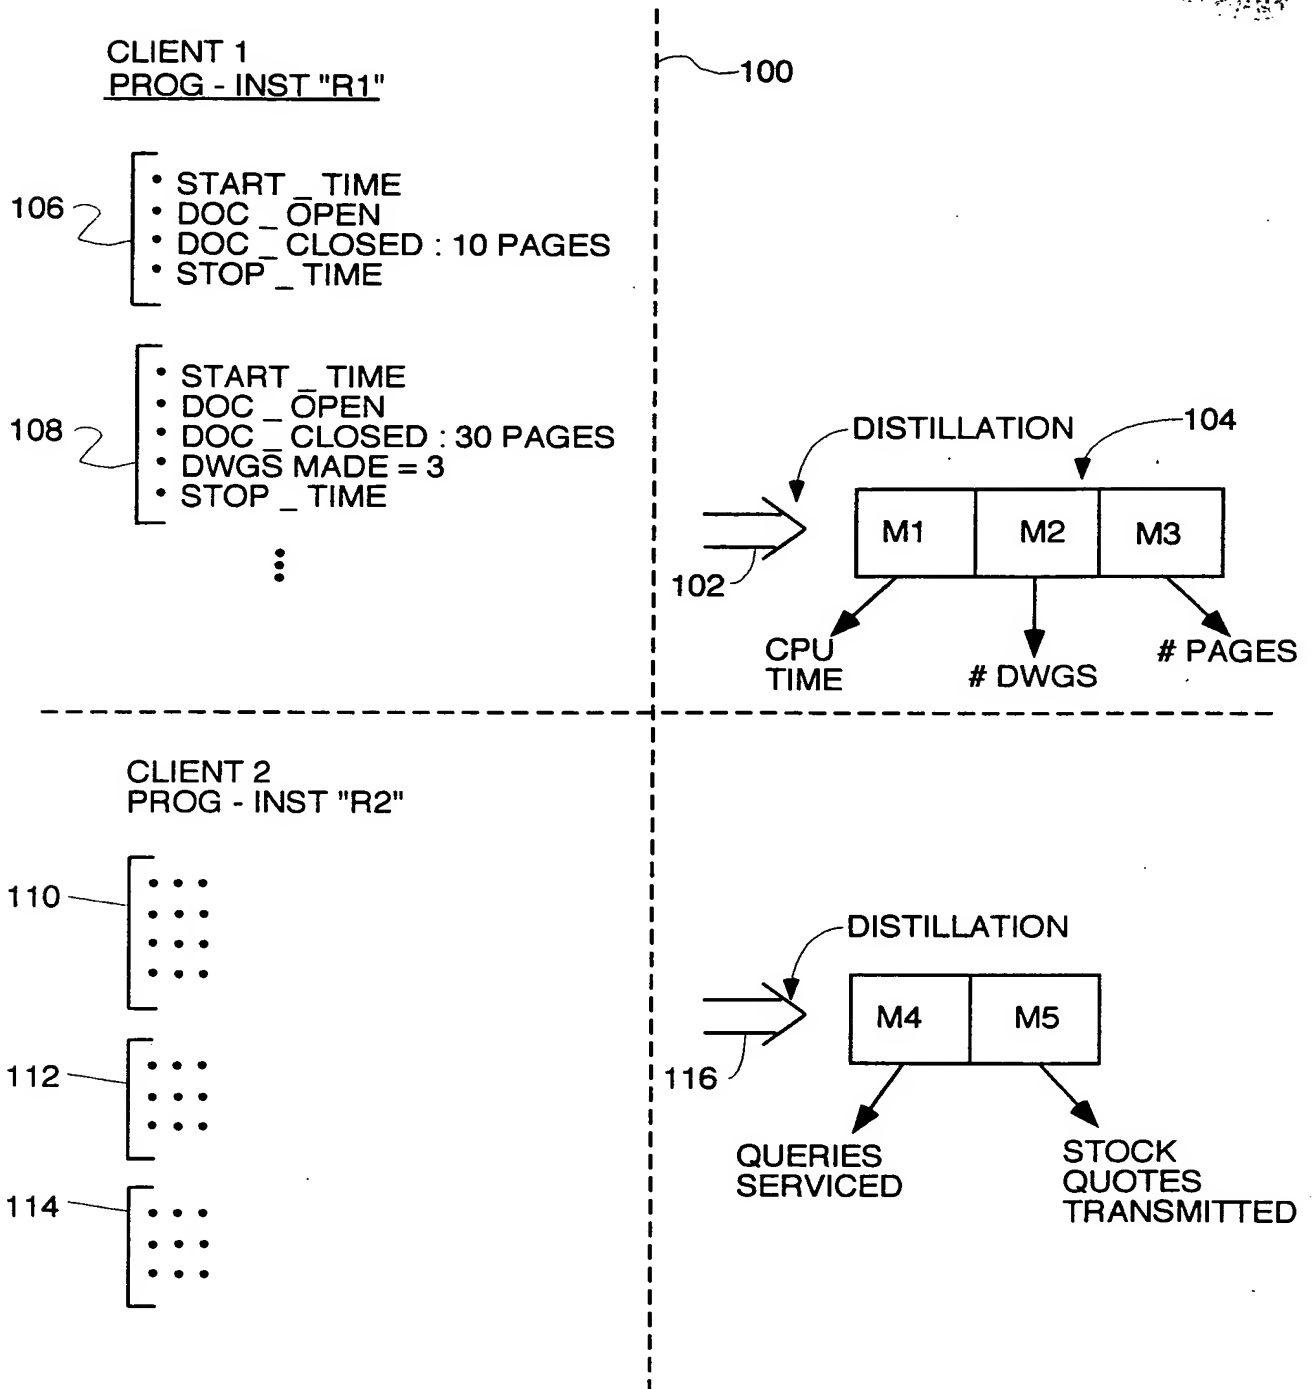 CLIENT 1
PROG - INST "R1"
100
106
• START _ TIME
• DOC _ OPEN
• DOC _ CLOSED : 10 PAGES
• STOP _ TIME
108
• START _ TIME
• DOC _ OPEN
• DOC _ CLOSED : 30 PAGES
• DWGS MADE = 3
• STOP _ TIME
DISTILLATION
104
102
M1
M2
M3
CPU
TIME
# DWGS
# PAGES
CLIENT 2
PROG - INST "R2"
110
112
114
DISTILLATION
116
M4
M5
QUERIES
SERVICED
STOCK
QUOTES
TRANSMITTED